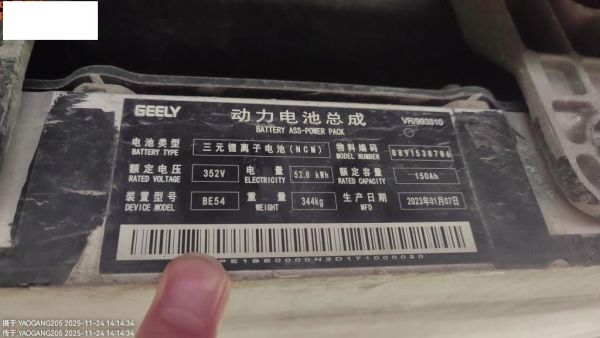 GEELY 动力电池总成 VR/993310
BATTERY ASS-POWER PACK
电池类型 三元锂离子电池(NCM) 物料编码 8891538786
BATTERY TYPE MODEL NUMBER
额定电压 352V 电量 52.8 kWh 额定容量 150Ah
RATED VOLTAGE ELECTRICITY RATED CAPACITY
装置型号 BE54 重量 344kg 生产日期 2023年01月07日
DEVICE MODEL WEIGHT MFD
PE1BE0000N3D171000020
摄于:YAOGANG205 2025-11-24 14:14:34
传于:YAOGANG205 2025-11-24 14:14:34